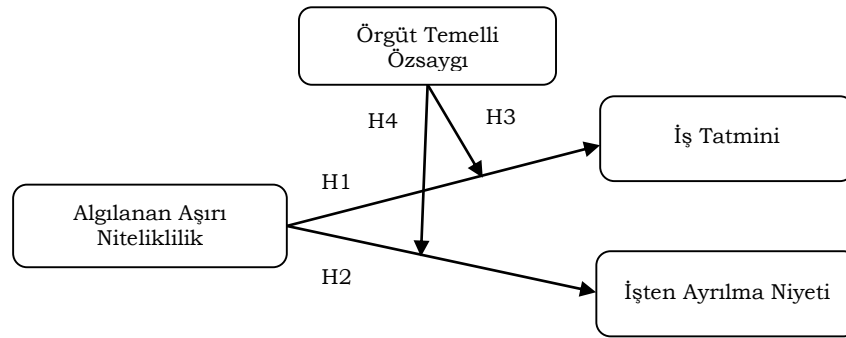 Örgüt Temelli
Özsaygı
H4
H3
İş Tatmini
H1
Algılanan Aşırı
Niteliklilik
H2
İşten Ayrılma Niyeti